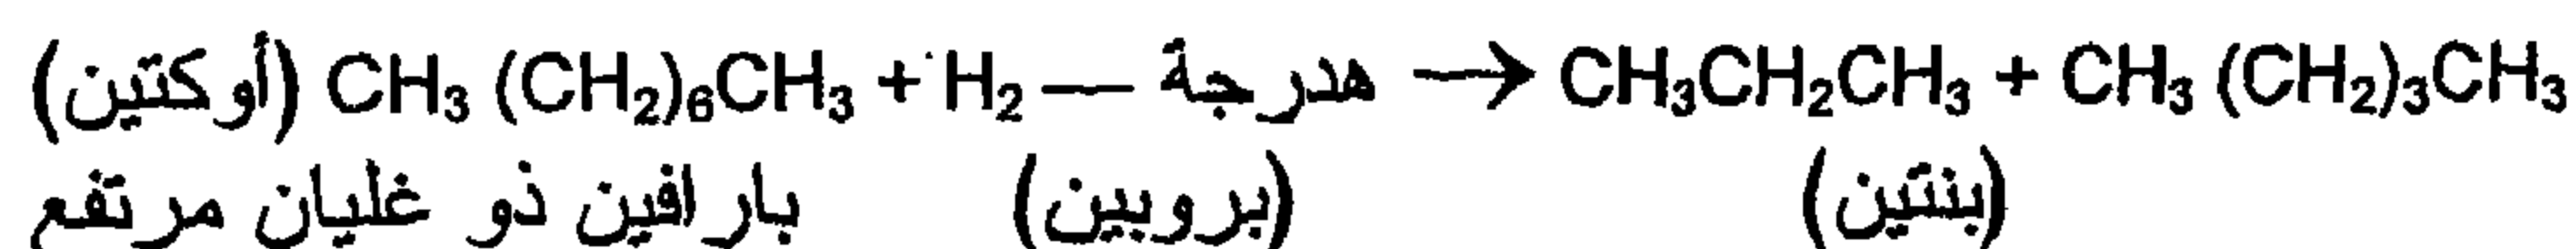 (أوكتين) CH₃ (CH₂)₆CH₃ + H₂ — هدرجة → CH₃CH₂CH₃ + CH₃ (CH₂)₃CH₃
بارافين ذو غليان مرتفع (بروبين) (بنتين)